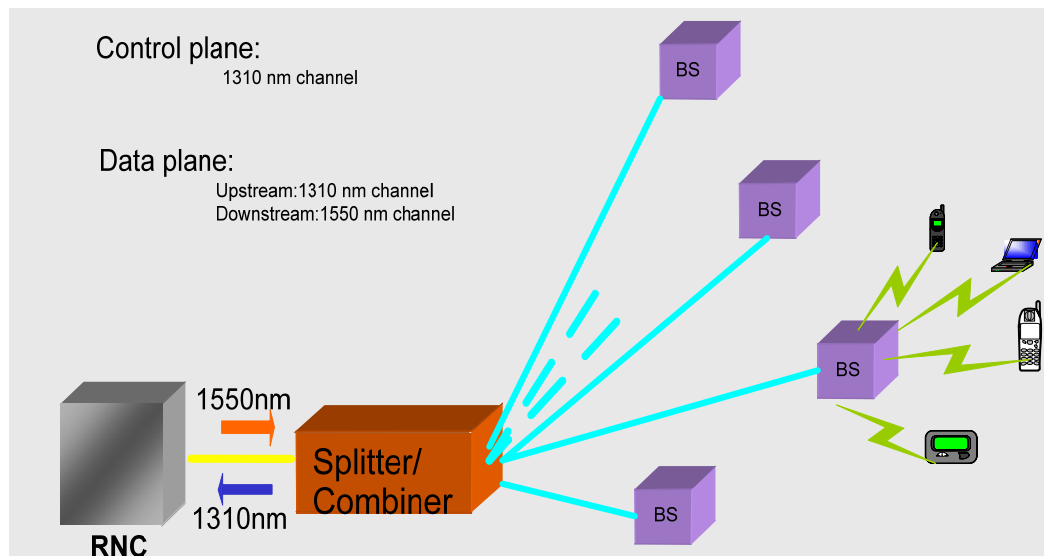 Control plane:
1310 nm channel
Data plane:
Upstream:1310 nm channel
Downstream:1550 nm channel
BS
BS
BS
BS
1550nm
Splitter/
Combiner
1310nm
RNC